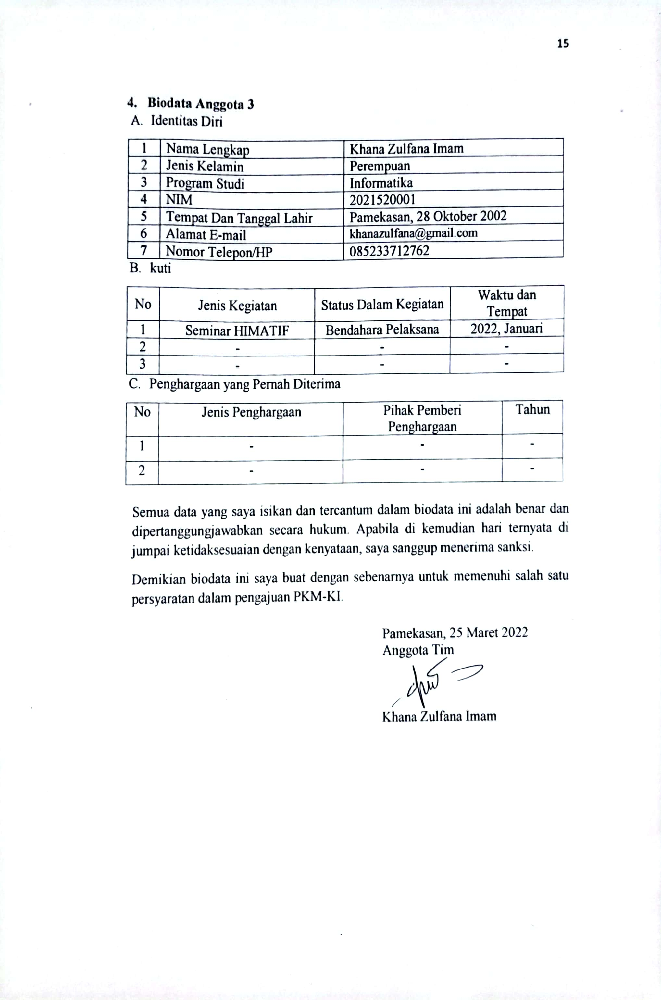 15
4. Biodata Anggota 3
A. Identitas Diri
1 Nama Lengkap Khana Zulfana Imam
2 Jenis Kelamin Perempuan
3 Program Studi Informatika
4 NIM 2021520001
5 Tempat Dan Tanggal Lahir Pamekasan, 28 Oktober 2002
6 Alamat E-mail khanazulfana@gmail.com
7 Nomor Telepon/HP 085233712762
B. kuti
No Jenis Kegiatan Status Dalam Kegiatan Waktu dan
Tempat
1 Seminar HIMATIF Bendahara Pelaksana 2022, Januari
2 - - -
3 - - -
C. Penghargaan yang Pernah Diterima
No Jenis Penghargaan Pihak Pemberi Tahun
Penghargaan
1 - - -
2 - - -
Semua data yang saya isikan dan tercantum dalam biodata ini adalah benar dan
dipertanggungjawabkan secara hukum. Apabila di kemudian hari ternyata di
jumpai ketidaksesuaian dengan kenyataan, saya sanggup menerima sanksi.
Demikian biodata ini saya buat dengan sebenarnya untuk memenuhi salah satu
persyaratan dalam pengajuan PKM-KI.
Pamekasan, 25 Maret 2022
Anggota Tim
Khana Zulfana Imam